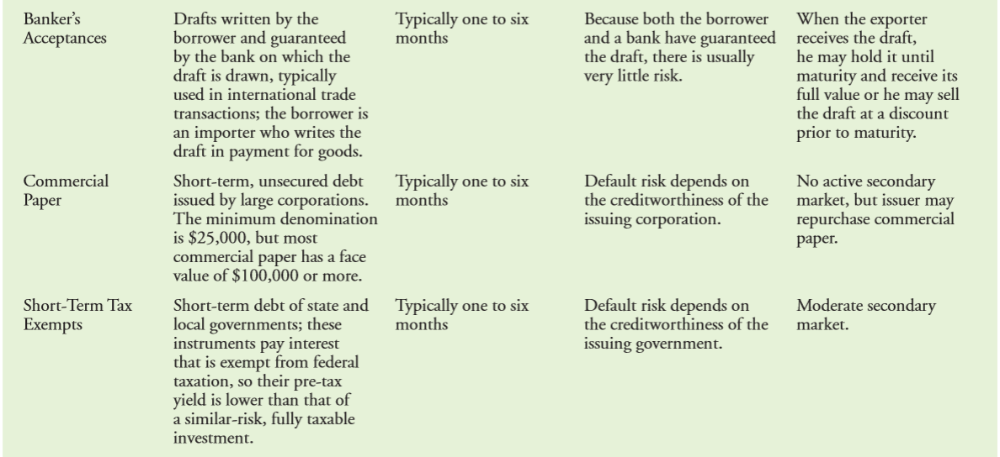 Banker's
Acceptances
Drafts written by the
borrower and guaranteed
by the bank on which the
draft is drawn, typically
used in international trade
transactions; the borrower is
an importer who writes the
draft in payment for goods.
Typically one to six
months
Because both the borrower
and a bank have guaranteed
the draft, there is usually
very little risk.
When the exporter
receives the draft,
he may hold it until
maturity and receive its
full value or he may sell
the draft at a discount
prior to maturity.
Commercial
Paper
Short-term, unsecured debt
issued by large corporations.
The minimum denomination
is $25,000, but most
commercial paper has a face
value of $100,000 or more.
Typically one to six
months
Default risk depends on
the creditworthiness of the
issuing corporation.
No active secondary
market, but issuer may
repurchase commercial
paper.
Short-Term Tax
Exempts
Short-term debt of state and
local governments; these
instruments pay interest
that is exempt from federal
taxation, so their pre-tax
yield is lower than that of
a similar-risk, fully taxable
investment.
Typically one to six
months
Default risk depends on
the creditworthiness of the
issuing government.
Moderate secondary
market.